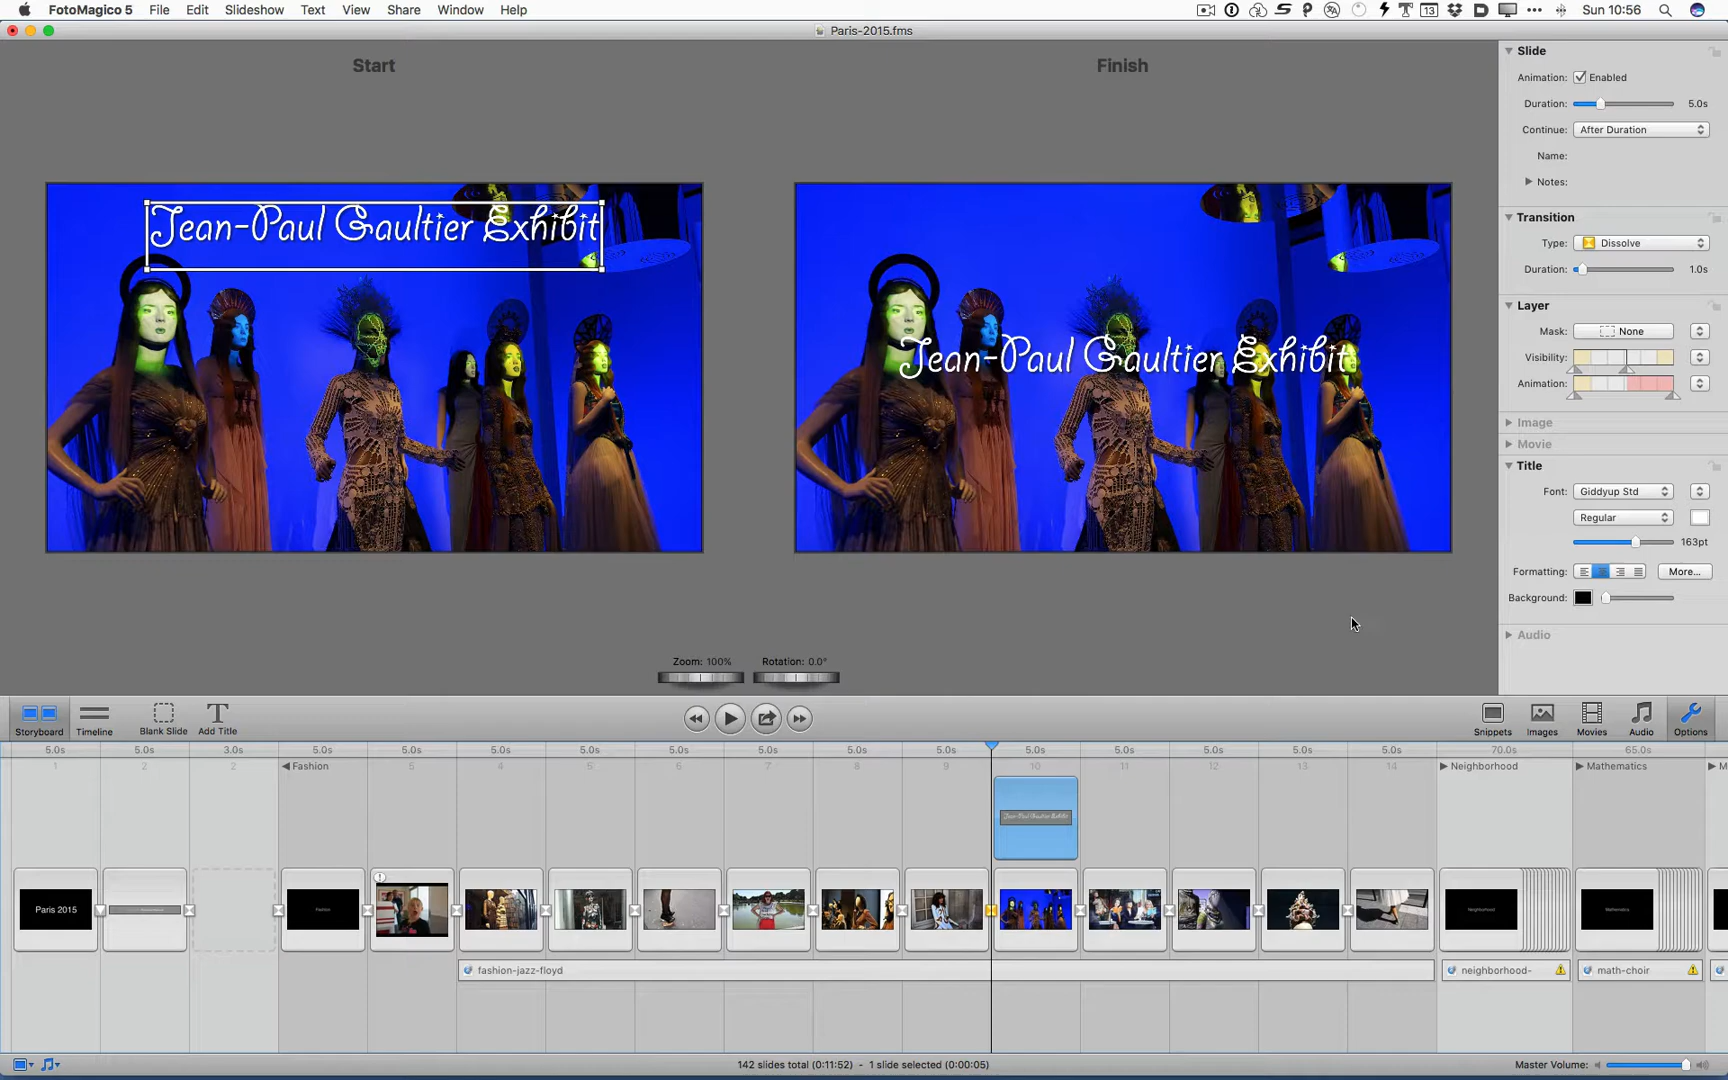 FotoMagico 5 File Edit Slideshow Text View Share Window Help
13 Sun 10:56
Paris-2015.fms
Start
Finish
Jean-Paul Gaultier Exhibit
Jean-Paul Gaultier Exhibit
Slide
Animation: Enabled
Duration: 5.0s
Continue: After Duration
Name:
Notes:
Transition
Type: Dissolve
Duration: 1.0s
Layer
Mask: None
Visibility:
Animation:
Image
Movie
Title
Font: Giddyup Std
Regular
163pt
Formatting: More...
Background:
Audio
Zoom: 100% Rotation: 0.0°
Storyboard Timeline Blank Slide Add Title
Snippets Images Movies Audio Options
5.0s 5.0s 3.0s 5.0s 5.0s 5.0s 5.0s 5.0s 5.0s 5.0s 5.0s 5.0s 5.0s 5.0s 5.0s 5.0s 70.0s 65.0s
1 2 2 Fashion 5 4 5 6 7 8 9 10 11 12 13 14 Neighborhood Mathematics M
Jean-Paul Gaultier Exhibit
Paris 2015
Fashion
Neighborhood
Mathematics
fashion-jazz-floyd
neighborhood-
math-choir
142 slides total (0:11:52) - 1 slide selected (0:00:05)
Master Volume: